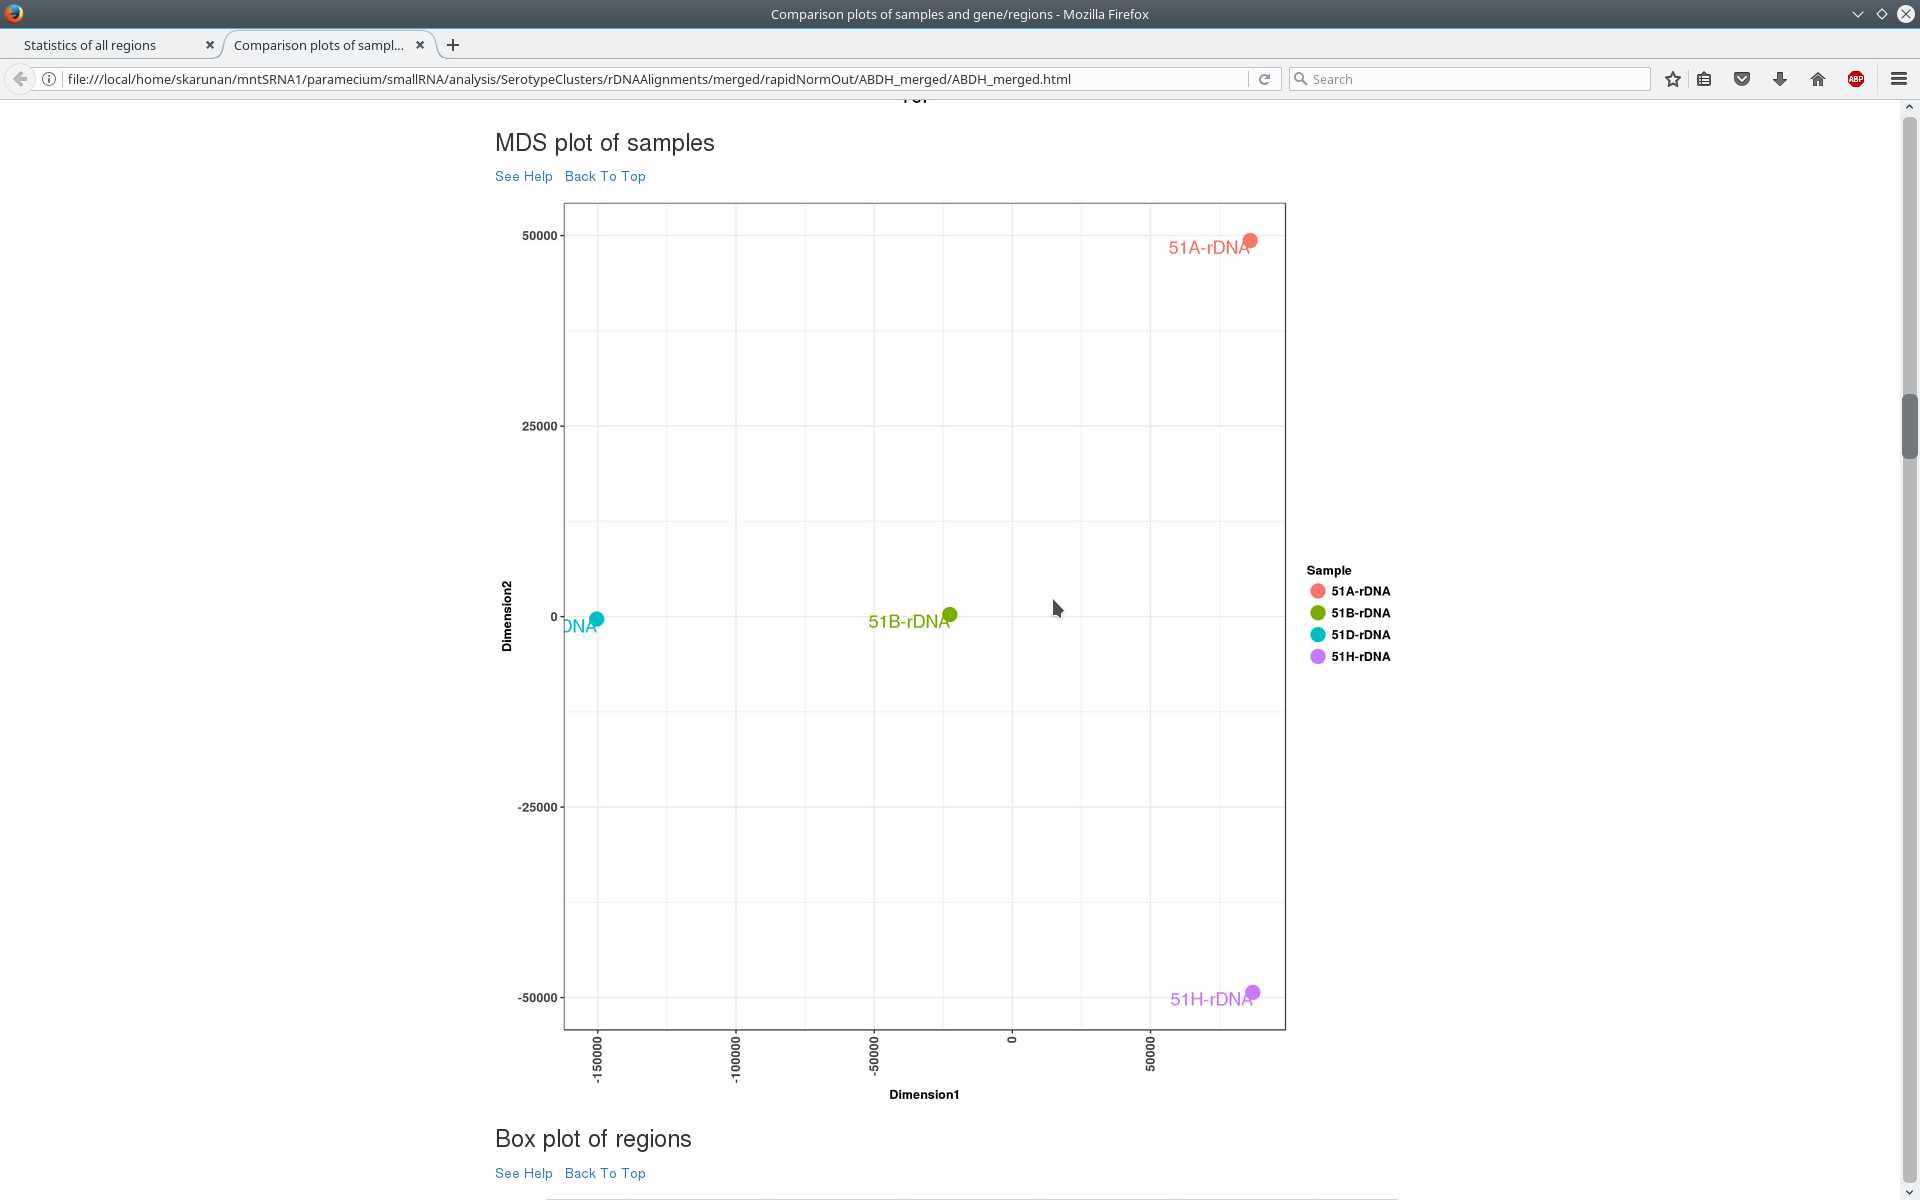 Comparison plots of samples and gene/regions - Mozilla Firefox
Statistics of all regions
Comparison plots of sampl...
file:///local/home/skarunan/mntSRNA1/paramecium/smallRNA/analysis/SerotypeClusters/rDNAAlignments/merged/rapidNormOut/ABDH_merged/ABDH_merged.html
Search
ABP
MDS plot of samples
See Help Back To Top
50000
51A-rDNA
25000
Dimension2
0
DNA
51B-rDNA
-25000
-50000
51H-rDNA
-150000
-100000
-50000
0
50000
Dimension1
Sample
51A-rDNA
51B-rDNA
51D-rDNA
51H-rDNA
Box plot of regions
See Help Back To Top